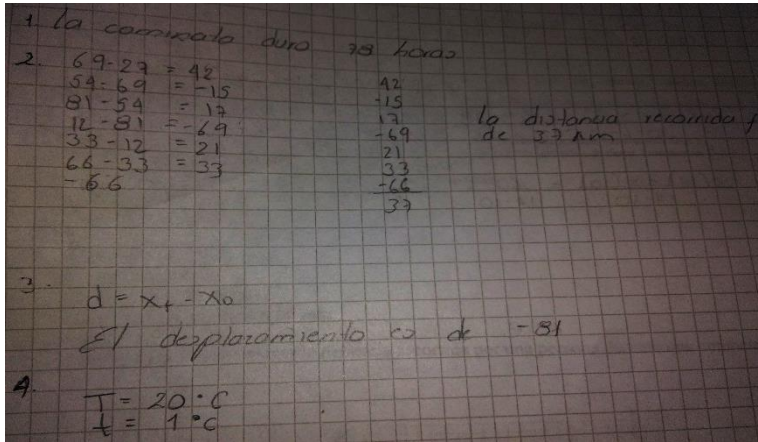 1 la caminata duro 78 horas
2. 69-27 = 42
54-69 = -15
81-54 = 17
12-81 = -69
33-12 = 21
66-33 = 33
-66
42
-15
17
-69
21
33
-66
37
la distancia recorrida f
de 37 km
3.
d = x_f - x_0
El desplazamiento es de -81
4.
T = 20 °C
t = 1 °C